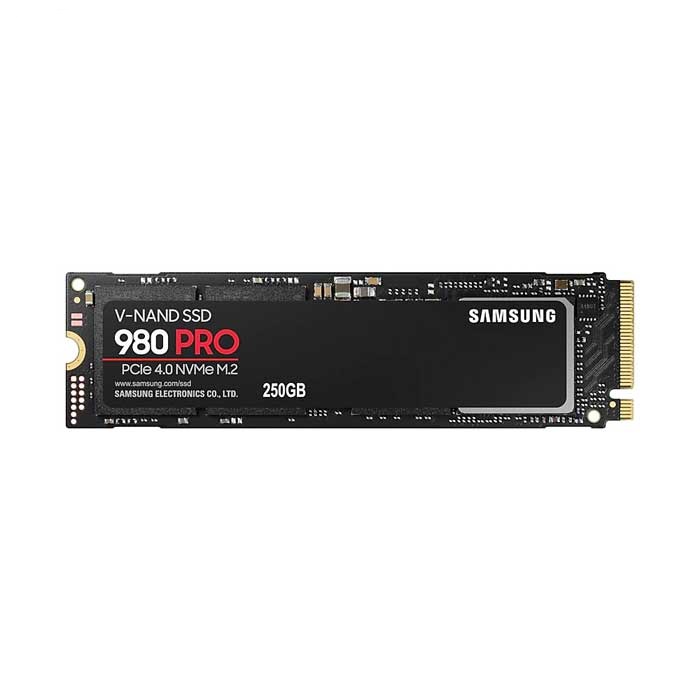 V-NAND SSD
980 PRO
PCIe 4.0 NVMe M.2
www.samsung.com/ssd
SAMSUNG ELECTRONICS CO., LTD.
250GB
SAMSUNG